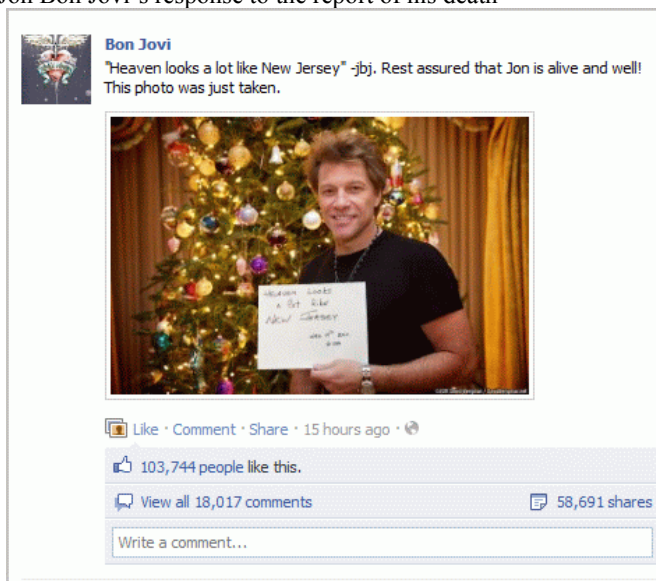 Jon Bon Jovi's response to the report of his death
Bon Jovi
"Heaven looks a lot like New Jersey" -jbj. Rest assured that Jon is alive and well!
This photo was just taken.
HEAVEN LOOKS
A LOT LIKE
NEW JERSEY
Like · Comment · Share · 15 hours ago ·
103,744 people like this.
View all 18,017 comments
58,691 shares
Write a comment...